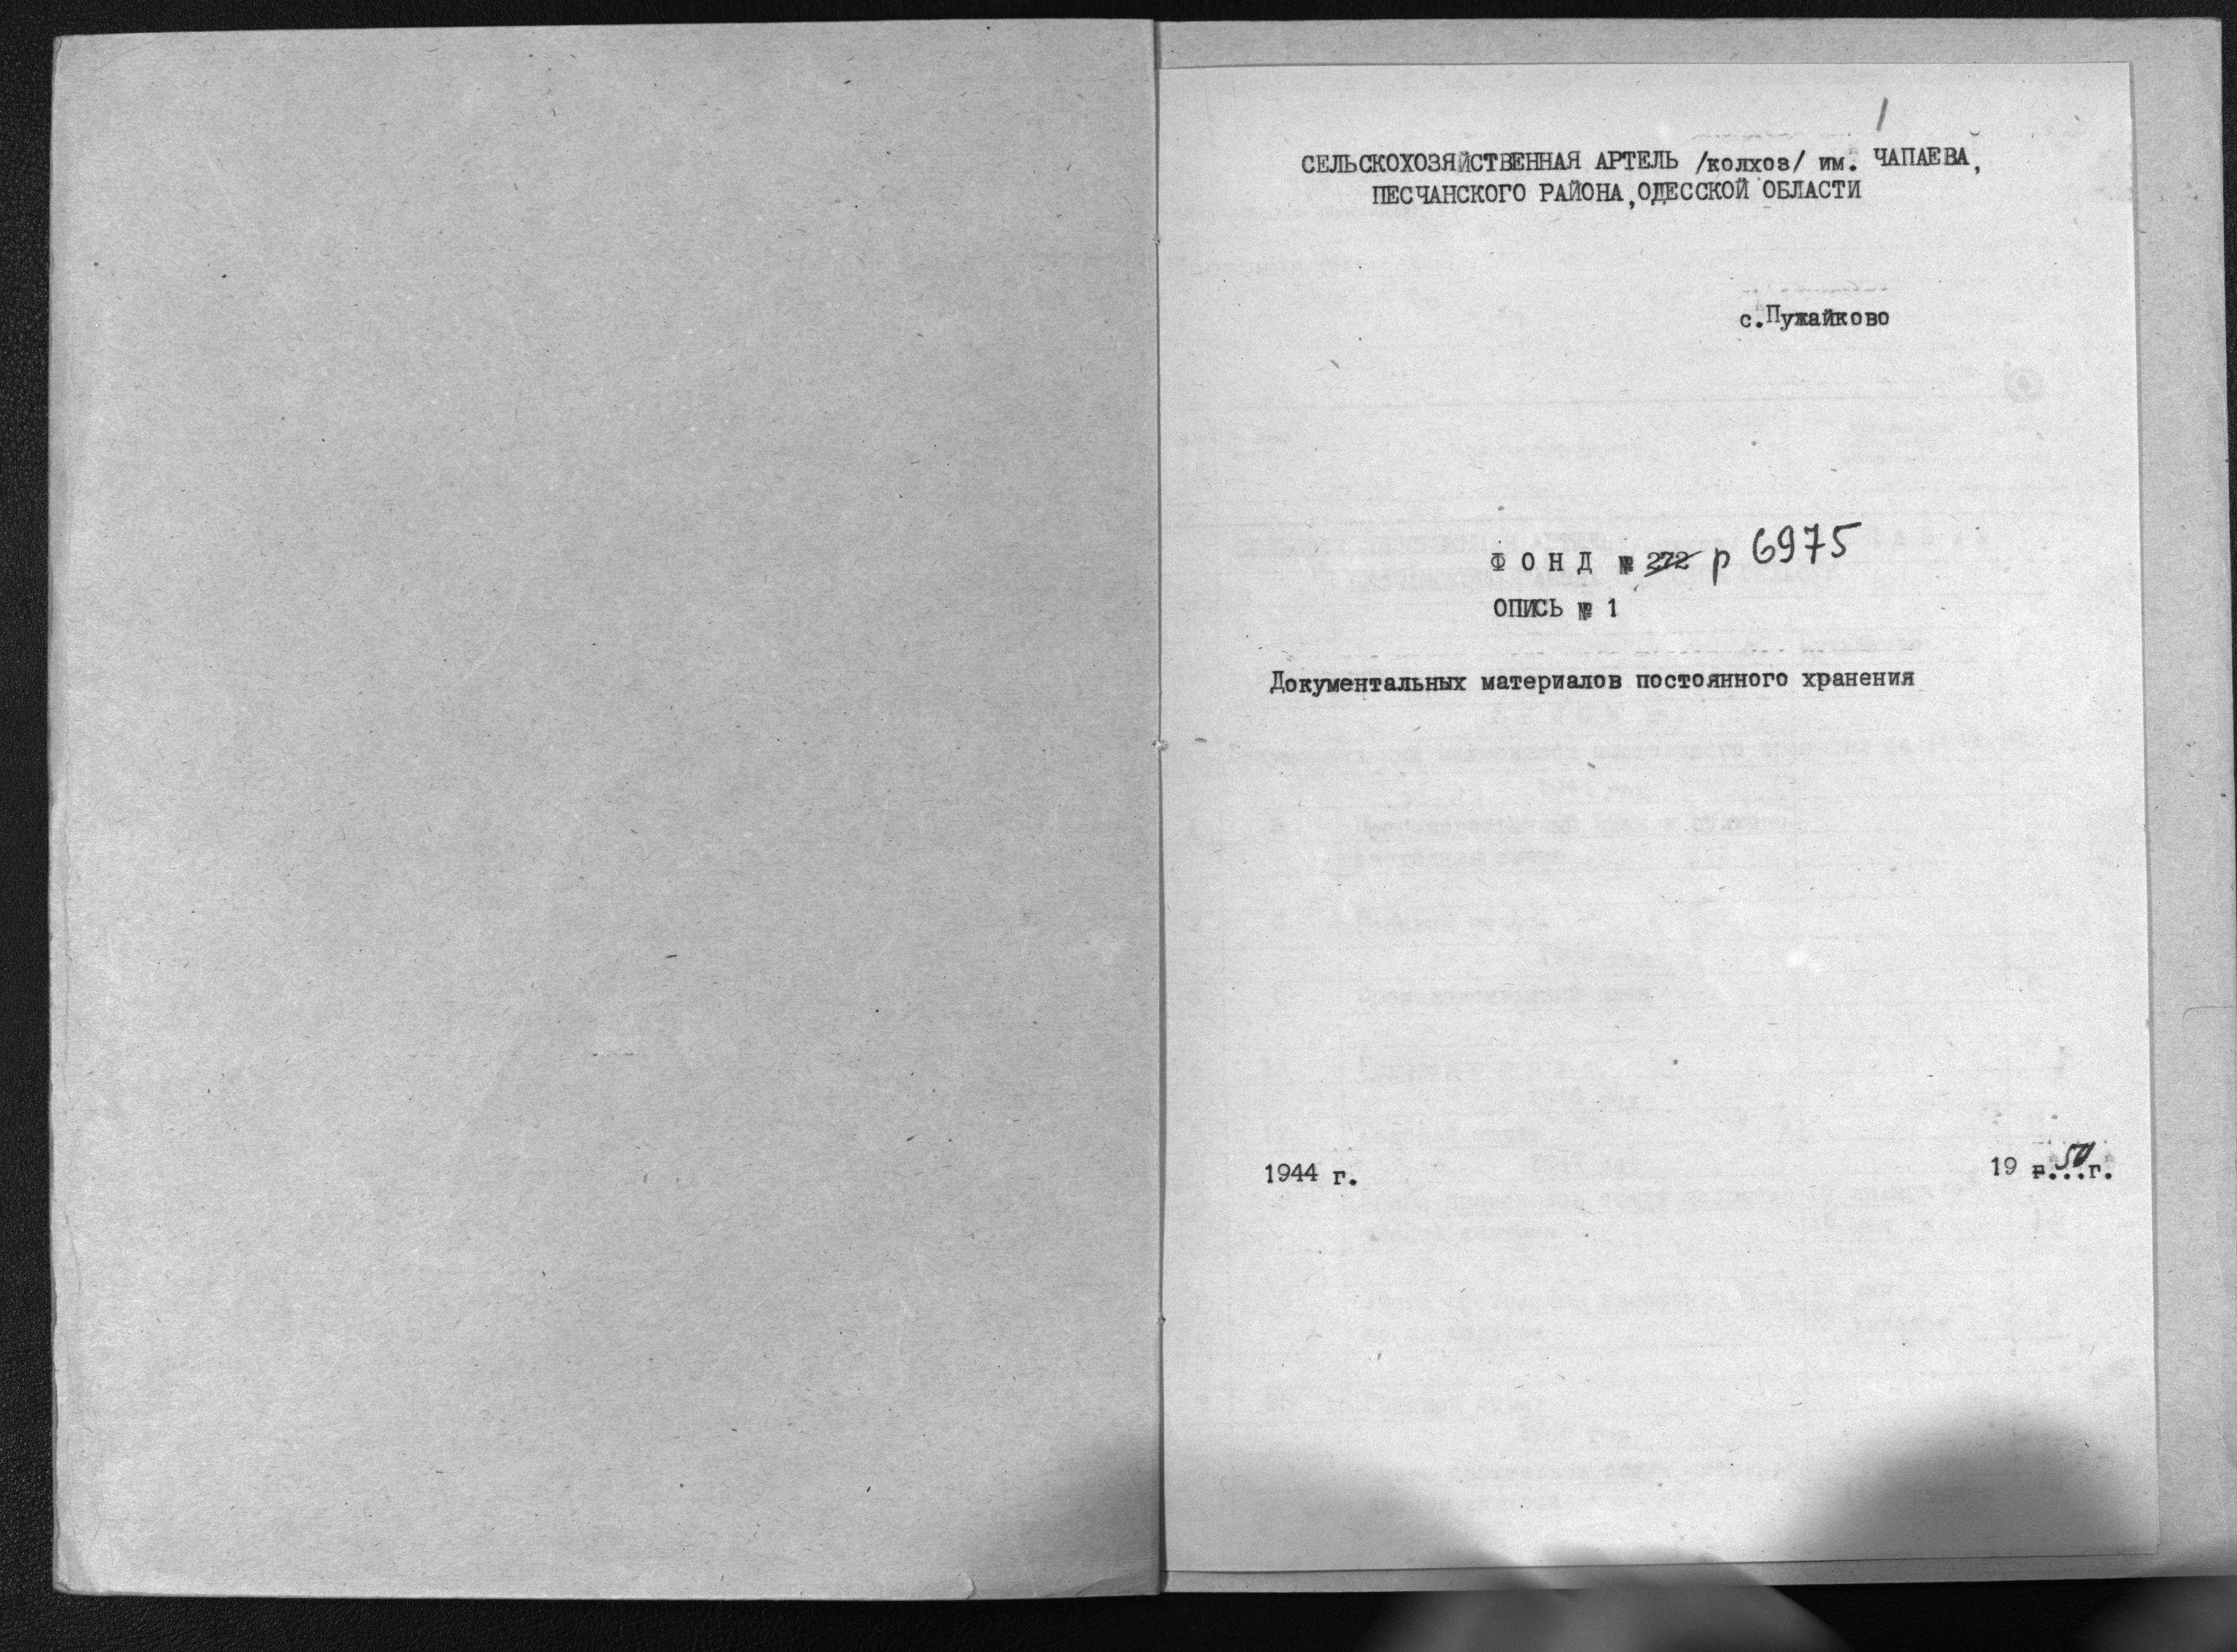 1
СЕЛЬСКОХОЗЯЙСТВЕННАЯ АРТЕЛЬ /колхоз/ им. ЧАПАЕВА,
ПЕСЧАНСКОГО РАЙОНА, ОДЕССКОЙ ОБЛАСТИ
с.Пужайково
Ф О Н Д № 272 р 6975
ОПИСЬ № 1
Документальных материалов постоянного хранения
1944 г. 19 г.50..г.